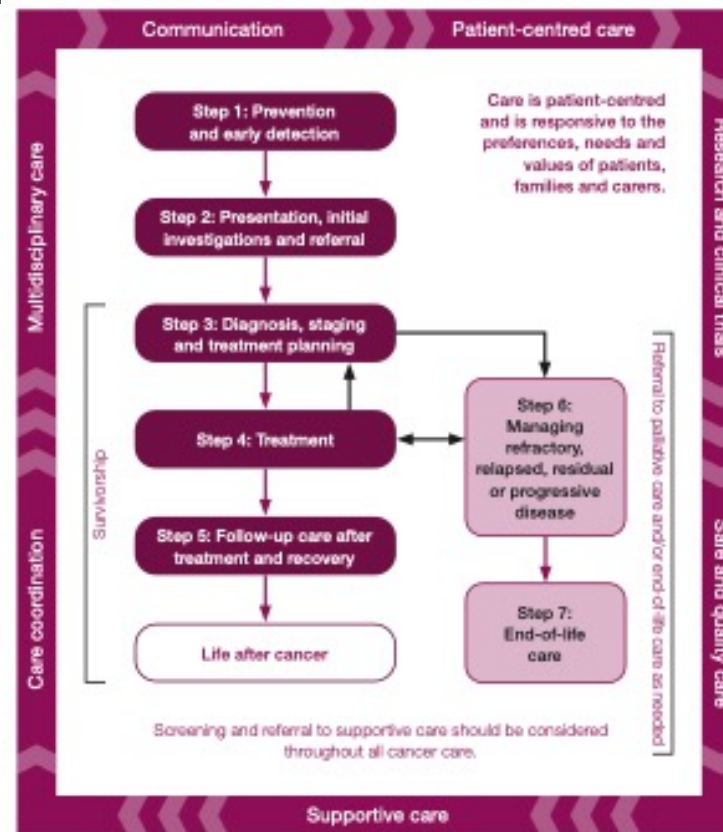 Communication
Patient-centred care
Multidisciplinary care
Care coordination
Research and clinical trials
Safe and quality care
Supportive care
Care is patient-centred
and is responsive to the
preferences, needs and
values of patients,
families and carers.
Step 1: Prevention
and early detection
Step 2: Presentation, initial
investigations and referral
Step 3: Diagnosis, staging
and treatment planning
Step 4: Treatment
Step 5: Follow-up care after
treatment and recovery
Life after cancer
Survivorship
Step 6:
Managing
refractory,
relapsed, residual
or progressive
disease
Step 7:
End-of-life
care
Referral to palliative care and/or end-of-life care as needed
Screening and referral to supportive care should be considered
throughout all cancer care.